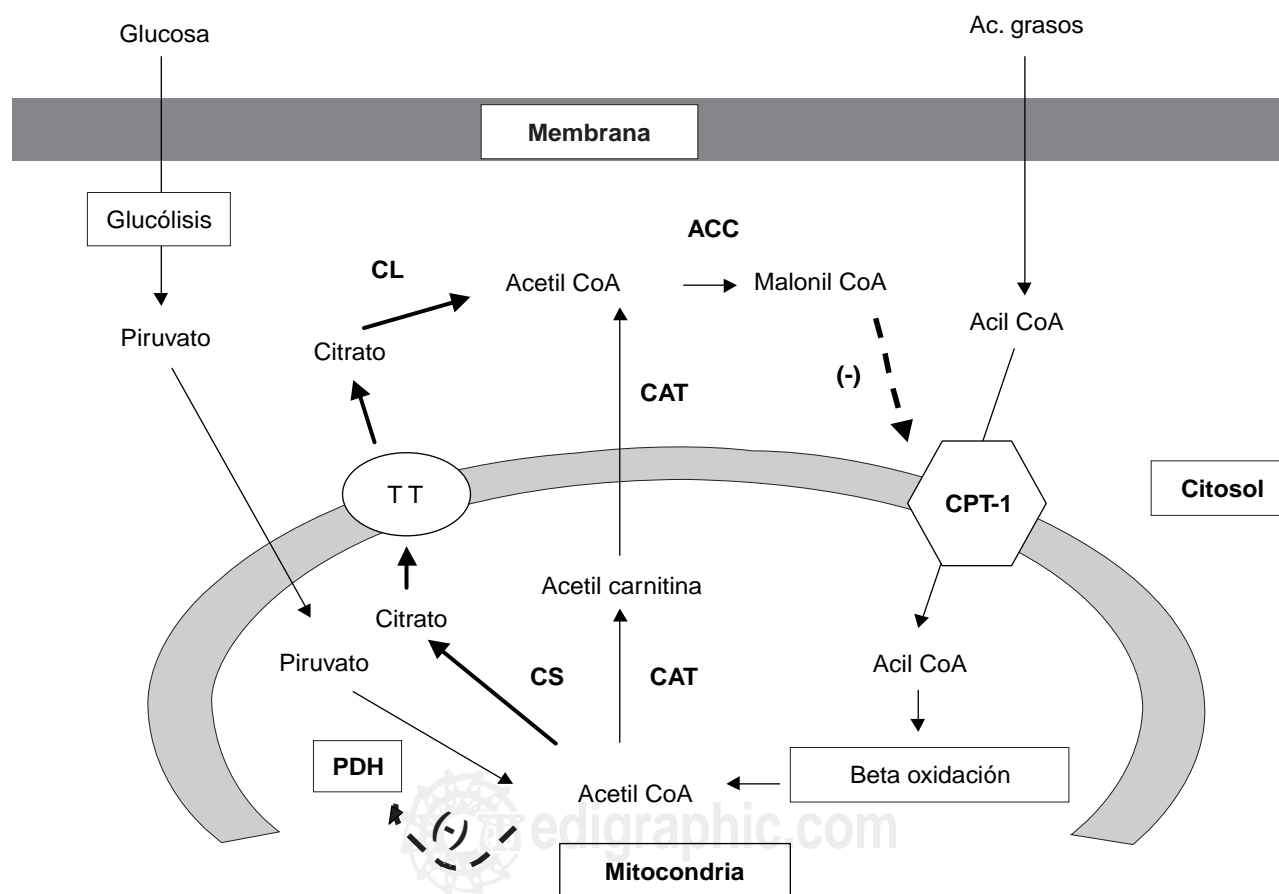 Glucosa
Ac. grasos
Membrana
Glucólisis
ACC
CL
Acetil CoA
Malonil CoA
Piruvato
Citrato
Acil CoA
(-)
CAT
TT
CPT-1
Citosol
Acetil carnitina
Citrato
Piruvato
CS
CAT
Acil CoA
PDH
Beta oxidación
Acetil CoA
(-)
edigraphic.com
Mitocondria